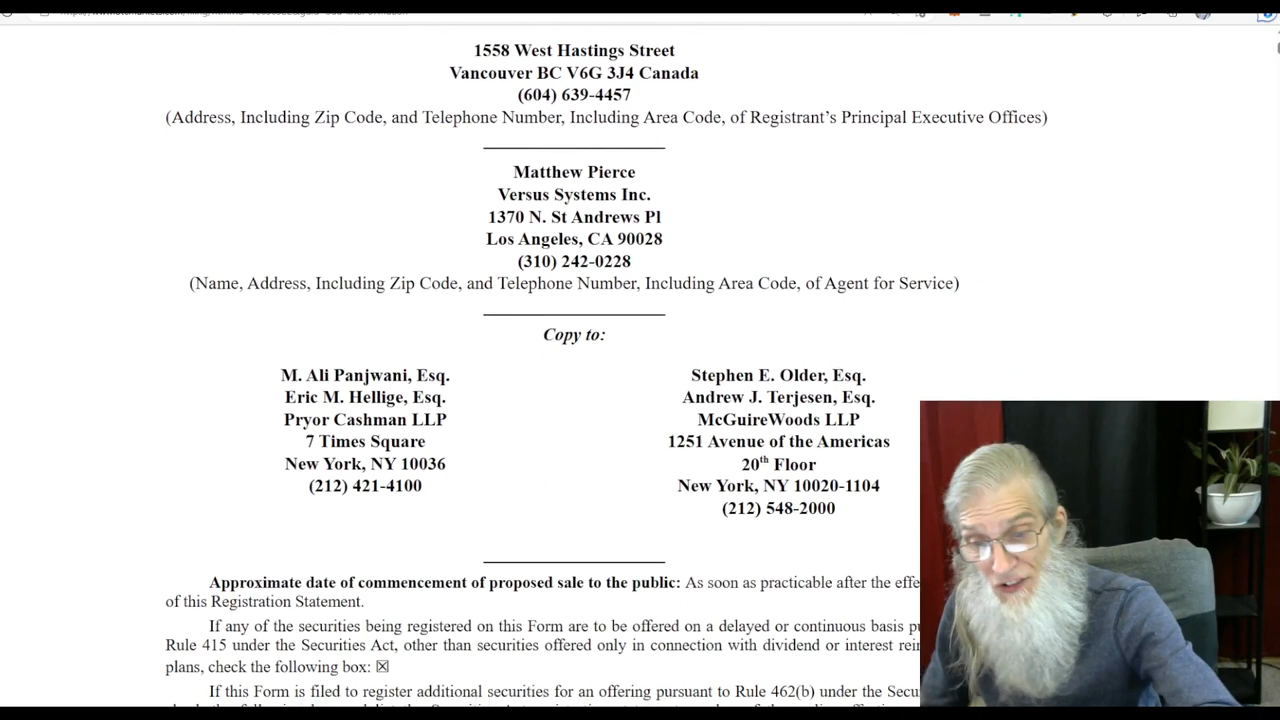 1558 West Hastings Street
Vancouver BC V6G 3J4 Canada
(604) 639-4457
(Address, Including Zip Code, and Telephone Number, Including Area Code, of Registrant’s Principal Executive Offices)
Matthew Pierce
Versus Systems Inc.
1370 N. St Andrews Pl
Los Angeles, CA 90028
(310) 242-0228
(Name, Address, Including Zip Code, and Telephone Number, Including Area Code, of Agent for Service)
Copy to:
M. Ali Panjwani, Esq.
Eric M. Hellige, Esq.
Pryor Cashman LLP
7 Times Square
New York, NY 10036
(212) 421-4100
Stephen E. Older, Esq.
Andrew J. Terjesen, Esq.
McGuireWoods LLP
1251 Avenue of the Americas
20th Floor
New York, NY 10020-1104
(212) 548-2000
Approximate date of commencement of proposed sale to the public: As soon as practicable after the effe
of this Registration Statement.
If any of the securities being registered on this Form are to be offered on a delayed or continuous basis pu
Rule 415 under the Securities Act, other than securities offered only in connection with dividend or interest rein
plans, check the following box: ☒
If this Form is filed to register additional securities for an offering pursuant to Rule 462(b) under the Secu